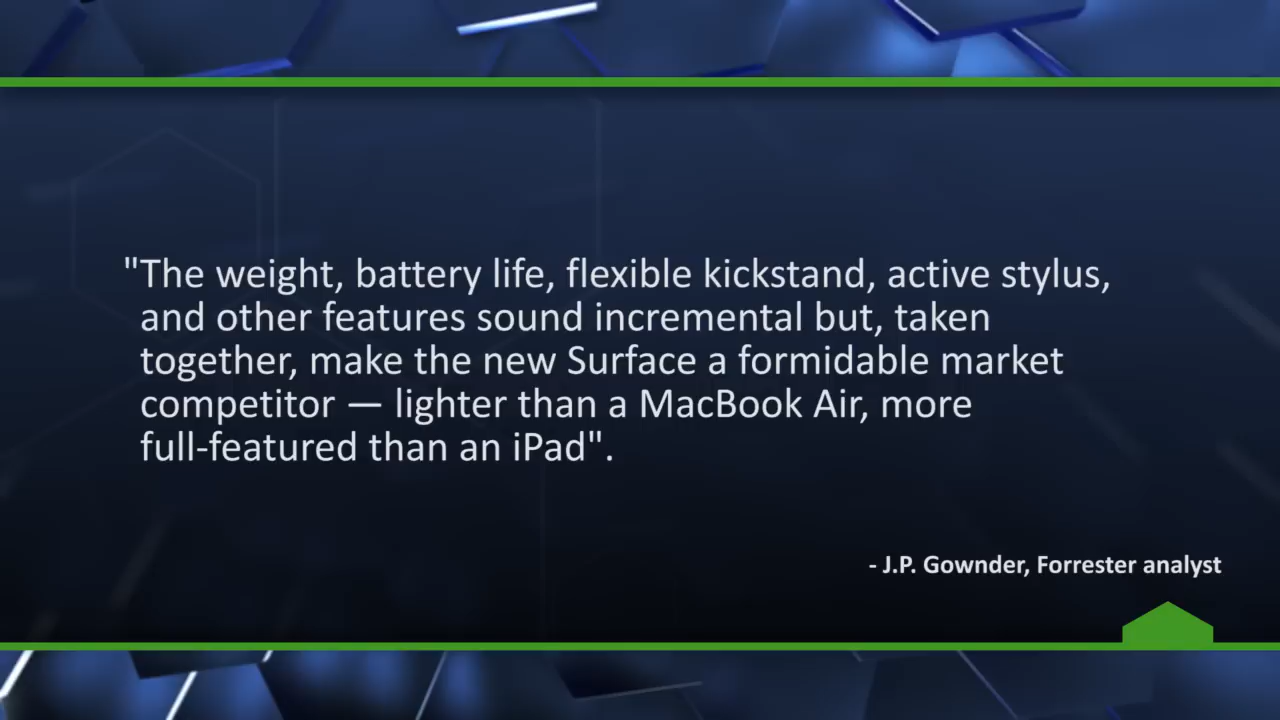 "The weight, battery life, flexible kickstand, active stylus,
and other features sound incremental but, taken
together, make the new Surface a formidable market
competitor — lighter than a MacBook Air, more
full-featured than an iPad".
- J.P. Gownder, Forrester analyst